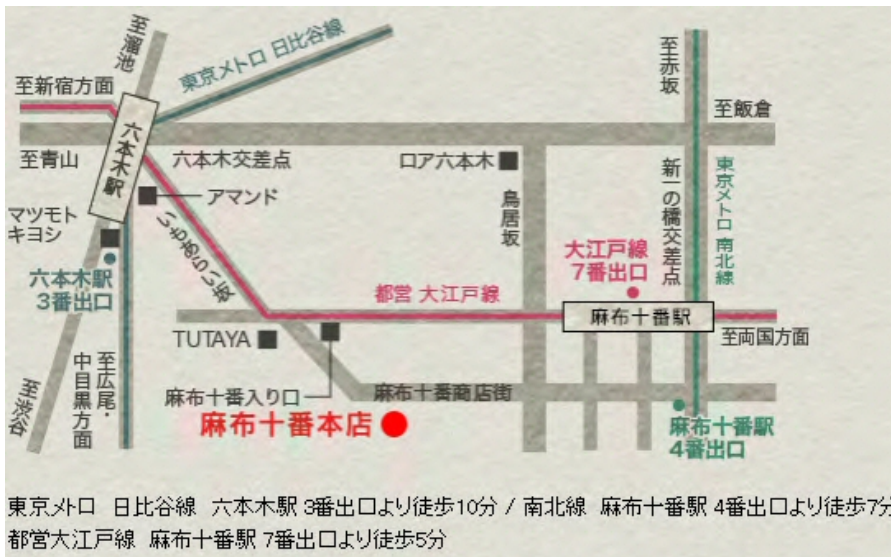 至溜池
東京メトロ 日比谷線
至新宿方面
六本木駅
至青山
六本木交差点
ロア六本木
至赤坂
至飯倉
アマンド
マツモト
キヨシ
六本木駅
3番出口
いもあらい坂
鳥居坂
新一の橋交差点
東京メトロ 南北線
大江戸線
7番出口
都営 大江戸線
麻布十番駅
至両国方面
TUTAYA
至渋谷
至広尾・
中目黒方面
麻布十番入り口
麻布十番商店街
麻布十番本店
麻布十番駅
4番出口
東京メトロ 日比谷線 六本木駅 3番出口より徒歩10分 / 南北線 麻布十番駅 4番出口より徒歩7分
都営大江戸線 麻布十番駅 7番出口より徒歩5分